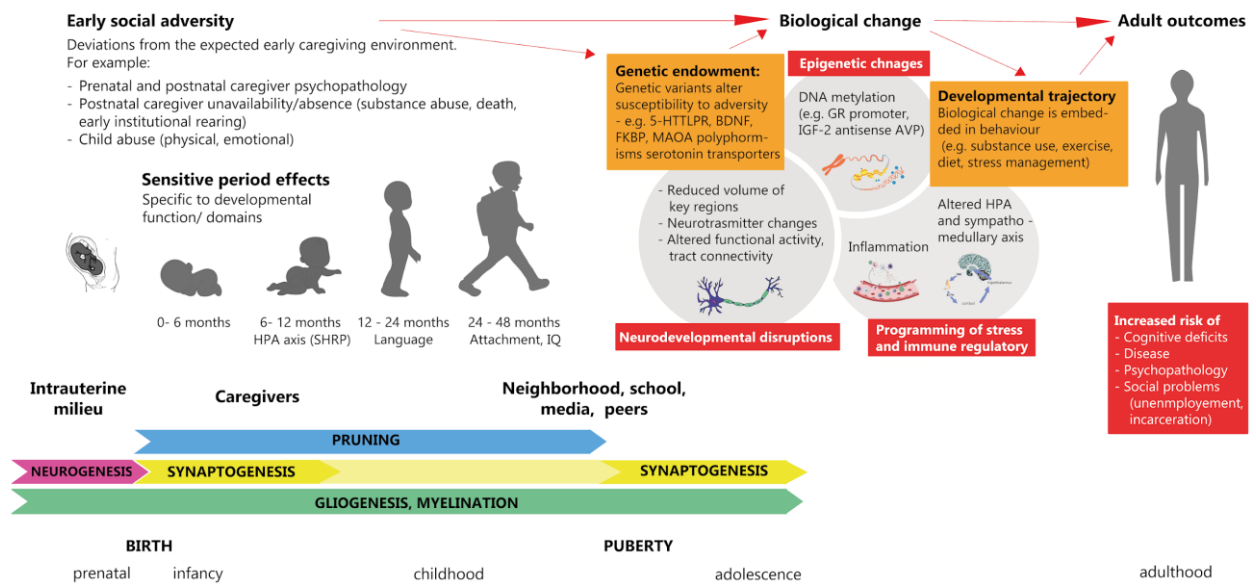 Early social adversity
Deviations from the expected early caregiving environment.
For example:
- Prenatal and postnatal caregiver psychopathology
- Postnatal caregiver unavailability/absence (substance abuse, death,
early institutional rearing)
- Child abuse (physical, emotional)
Sensitive period effects
Specific to developmental
function/ domains
0- 6 months
6- 12 months
HPA axis (SHRP)
12 - 24 months
Language
24 - 48 months
Attachment, IQ
Biological change
Genetic endowment:
Genetic variants alter
susceptibility to adversity
- e.g. 5-HTTLPR, BDNF,
FKBP, MAOA polyphorm-
isms serotonin transporters
Epigenetic chnages
DNA metylation
(e.g. GR promoter,
IGF-2 antisense AVP)
Developmental trajectory
Biological change is embed-
ded in behaviour
(e.g. substance use, exercise,
diet, stress management)
- Reduced volume of
key regions
- Neurotrasmitter changes
- Altered functional activity,
tract connectivity
Neurodevelopmental disruptions
Inflammation
Altered HPA
and sympatho -
medullary axis
Programming of stress
and immune regulatory
Adult outcomes
Increased risk of
- Cognitive deficits
- Disease
- Psychopathology
- Social problems
(unenmployement,
incarceration)
Intrauterine
milieu
Caregivers
Neighborhood, school,
media, peers
PRUNING
NEUROGENESIS
SYNAPTOGENESIS
SYNAPTOGENESIS
GLIOGENESIS, MYELINATION
BIRTH
PUBERTY
prenatal
infancy
childhood
adolescence
adulthood